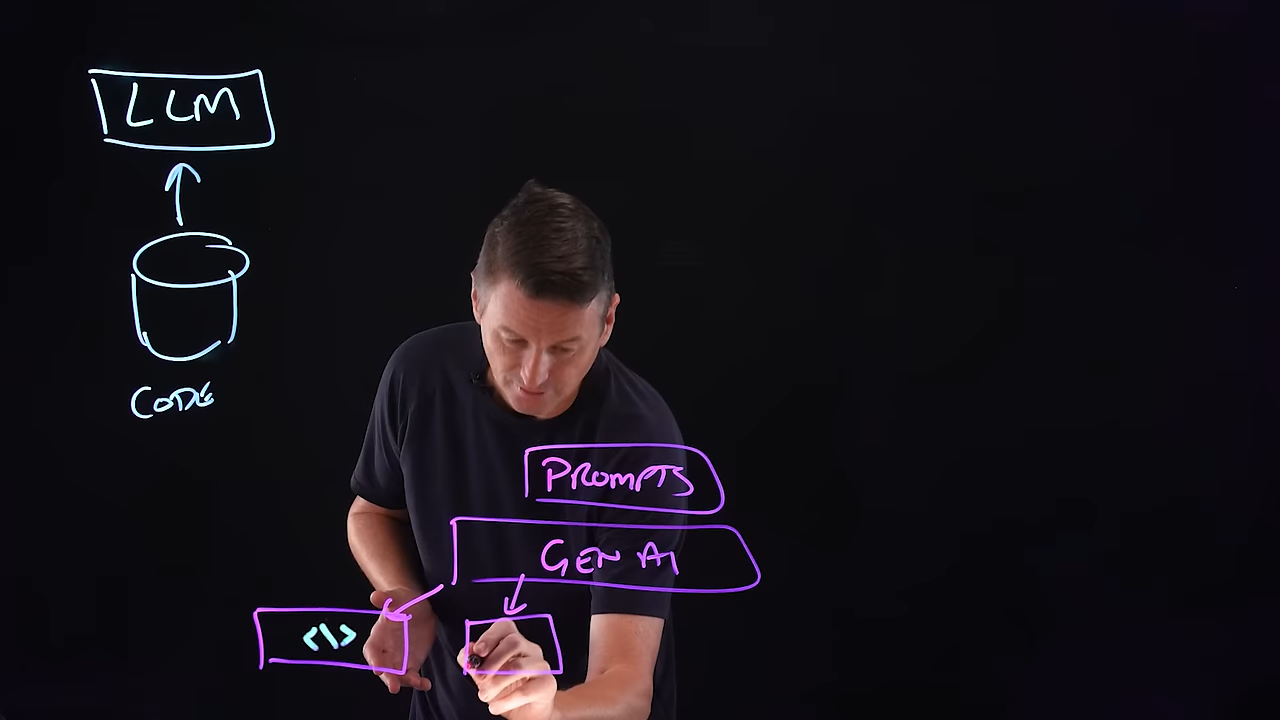 LLM
CODE
PROMPTS
GEN AI
<\>